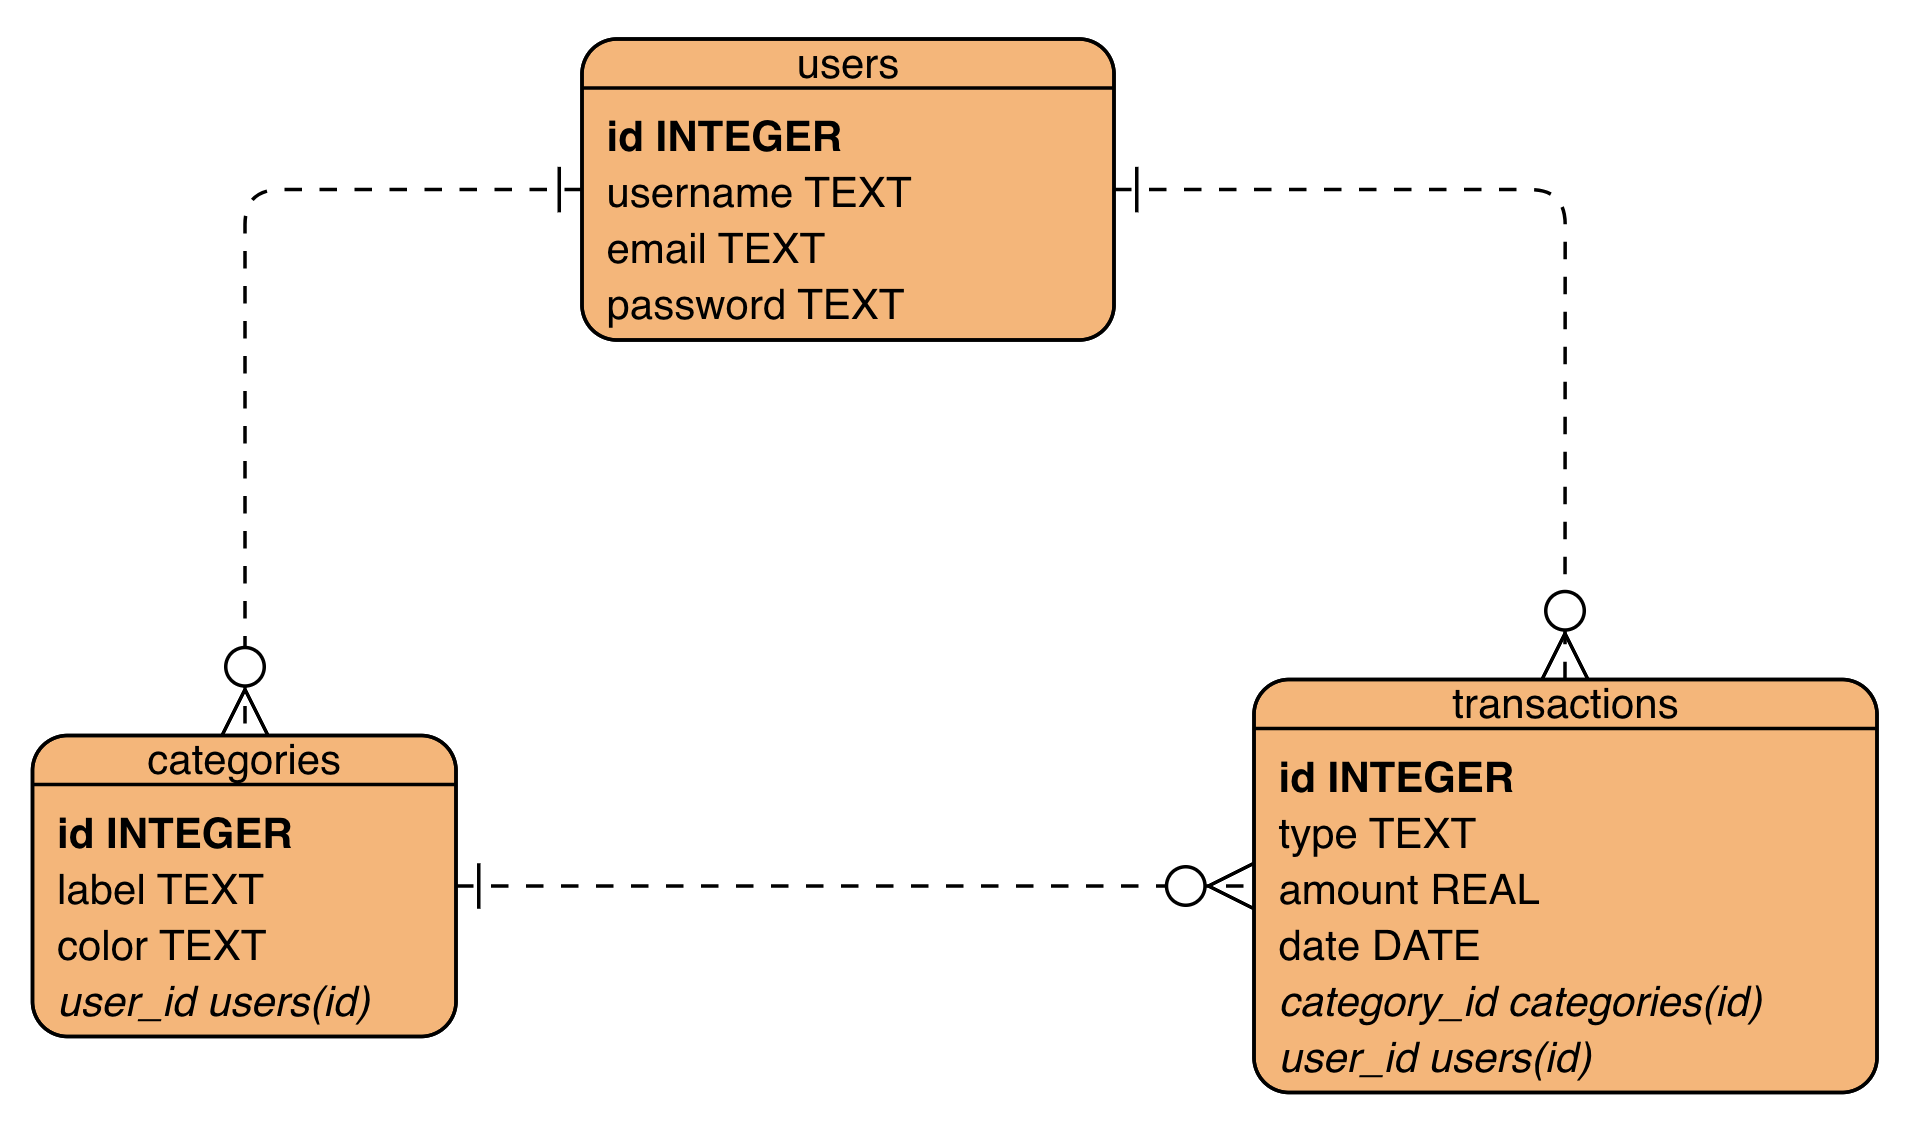 users
id INTEGER
username TEXT
email TEXT
password TEXT
categories
id INTEGER
label TEXT
color TEXT
user_id users(id)
transactions
id INTEGER
type TEXT
amount REAL
date DATE
category_id categories(id)
user_id users(id)